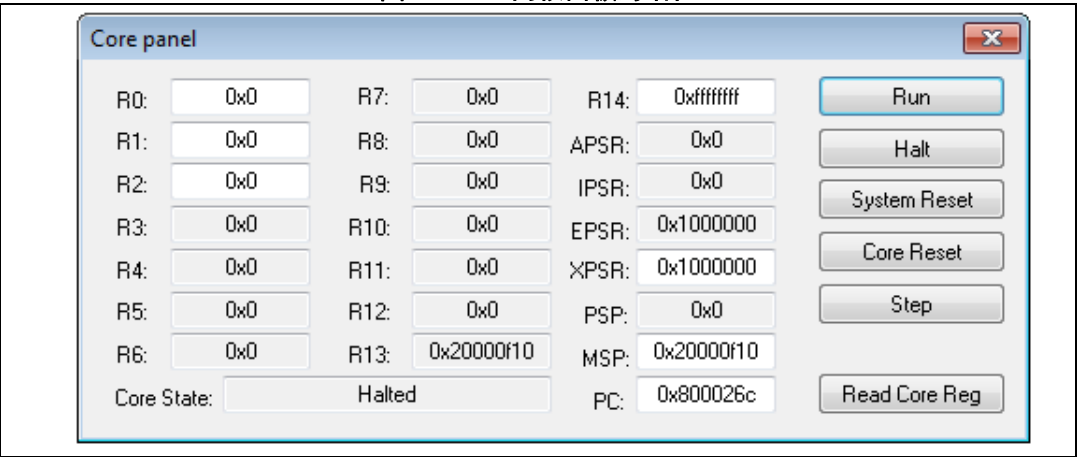 Core panel
R0: 0x0 R7: 0x0 R14: 0xffffffff Run
R1: 0x0 R8: 0x0 APSR: 0x0 Halt
R2: 0x0 R9: 0x0 IPSR: 0x0 System Reset
R3: 0x0 R10: 0x0 EPSR: 0x1000000
R4: 0x0 R11: 0x0 XPSR: 0x1000000 Core Reset
R5: 0x0 R12: 0x0 PSP: 0x0 Step
R6: 0x0 R13: 0x20000f10 MSP: 0x20000f10
Core State: Halted PC: 0x800026c Read Core Reg